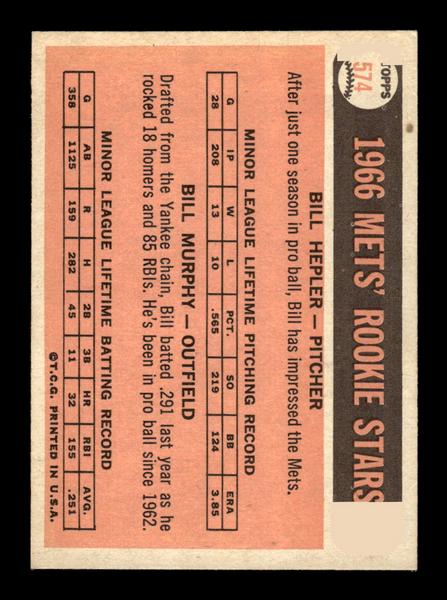 TOPPS
574
1966 METS' ROOKIE STARS
BILL HEPLER — PITCHER
After just one season in pro ball, Bill has impressed the Mets.
MINOR LEAGUE LIFETIME PITCHING RECORD
G IP W L PCT. SO BB ERA
28 208 13 10 .565 219 124 3.85
BILL MURPHY — OUTFIELD
Drafted from the Yankee chain, Bill batted .291 last year as he
rocked 18 homers and 85 RBIs. He's been in pro ball since 1962.
MINOR LEAGUE LIFETIME BATTING RECORD
G AB R H 2B 3B HR RBI AVG.
358 1125 159 282 45 11 32 155 .251
©T.C.G. PRINTED IN U.S.A.